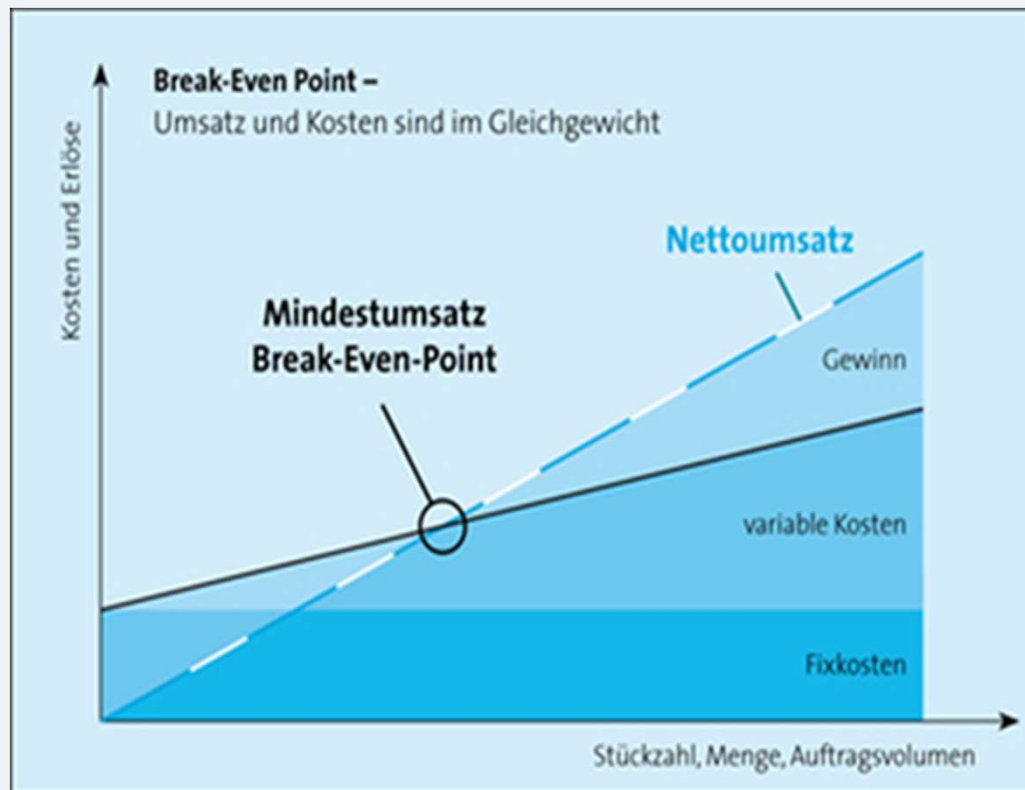 Break-Even Point –
Umsatz und Kosten sind im Gleichgewicht
Kosten und Erlöse
Nettoumsatz
Mindestumsatz
Break-Even-Point
Gewinn
variable Kosten
Fixkosten
Stückzahl, Menge, Auftragsvolumen